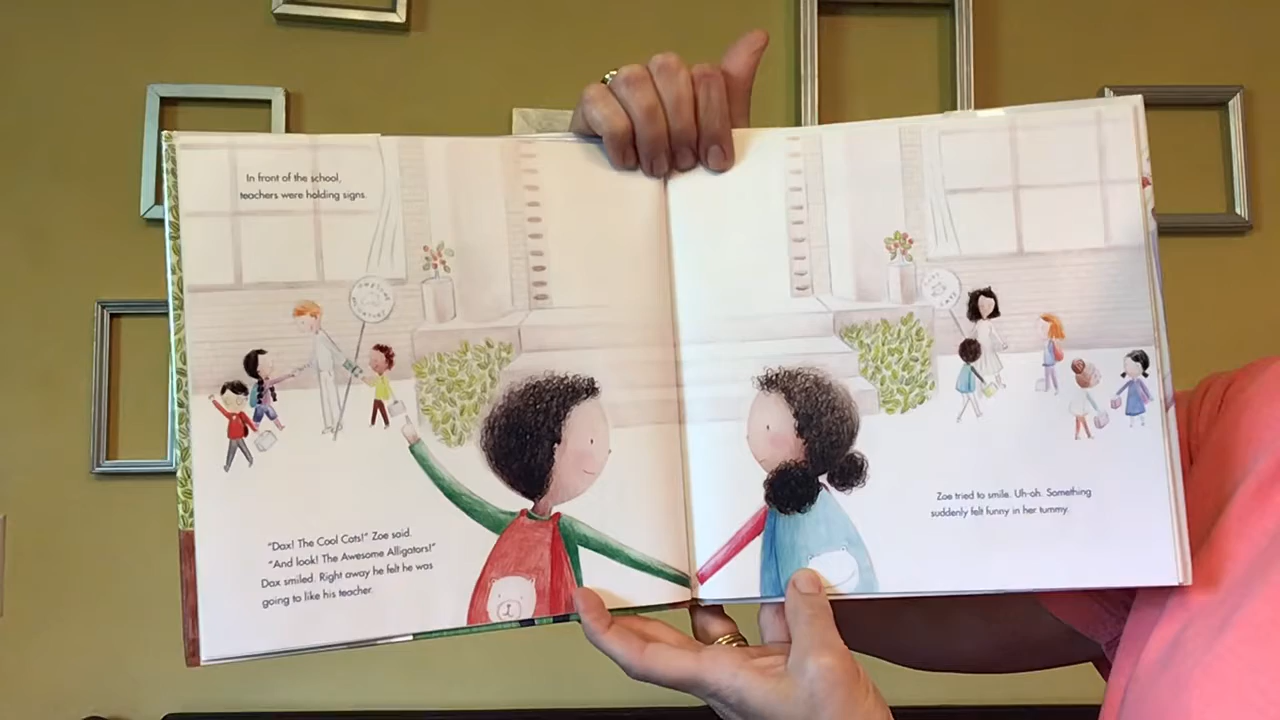 In front of the school,
teachers were holding signs.
"Dax! The Cool Cats!" Zoe said.
"And look! The Awesome Alligators!"
Dax smiled. Right away he felt he was
going to like his teacher.
Zoe tried to smile. Uh-oh. Something
suddenly felt funny in her tummy.